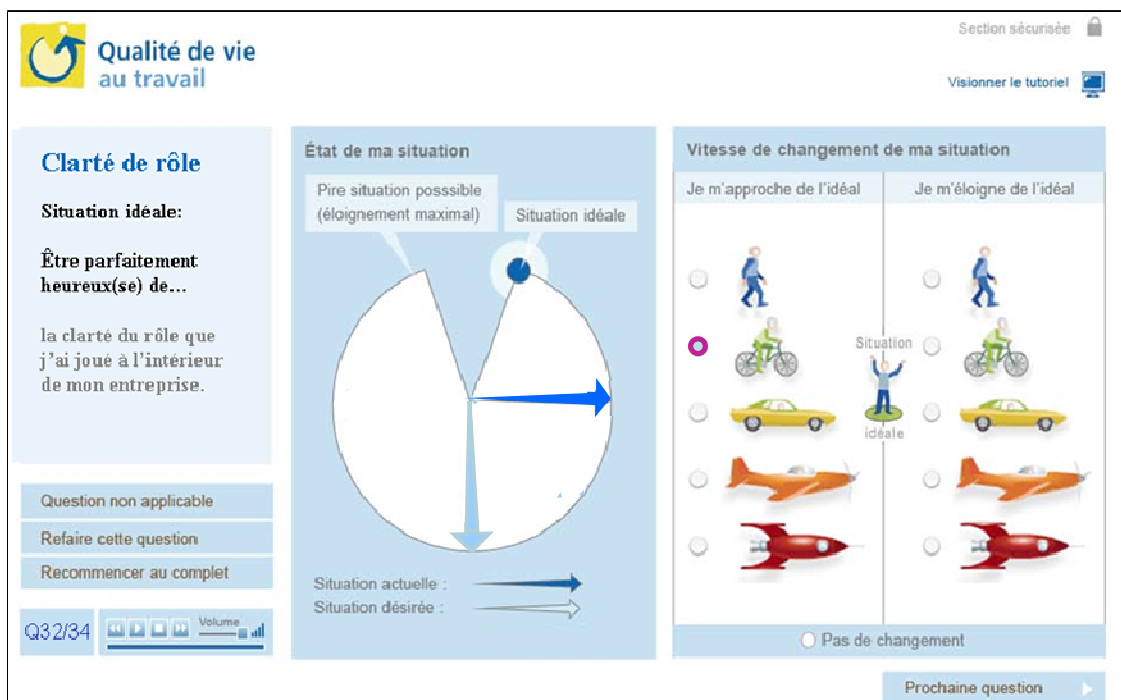 Qualité de vie
au travail
Section sécurisée
Visionner le tutoriel
Clarté de rôle
Situation idéale:
Être parfaitement
heureux(se) de...
la clarté du rôle que
j'ai joué à l'intérieur
de mon entreprise.
Question non applicable
Refaire cette question
Recommencer au complet
Q32/34
Volume
État de ma situation
Pire situation posssible
(éloignement maximal)
Situation idéale
Situation actuelle :
Situation désirée :
Vitesse de changement de ma situation
Je m'approche de l'idéal
Je m'éloigne de l'idéal
Situation
idéale
Pas de changement
Prochaine question